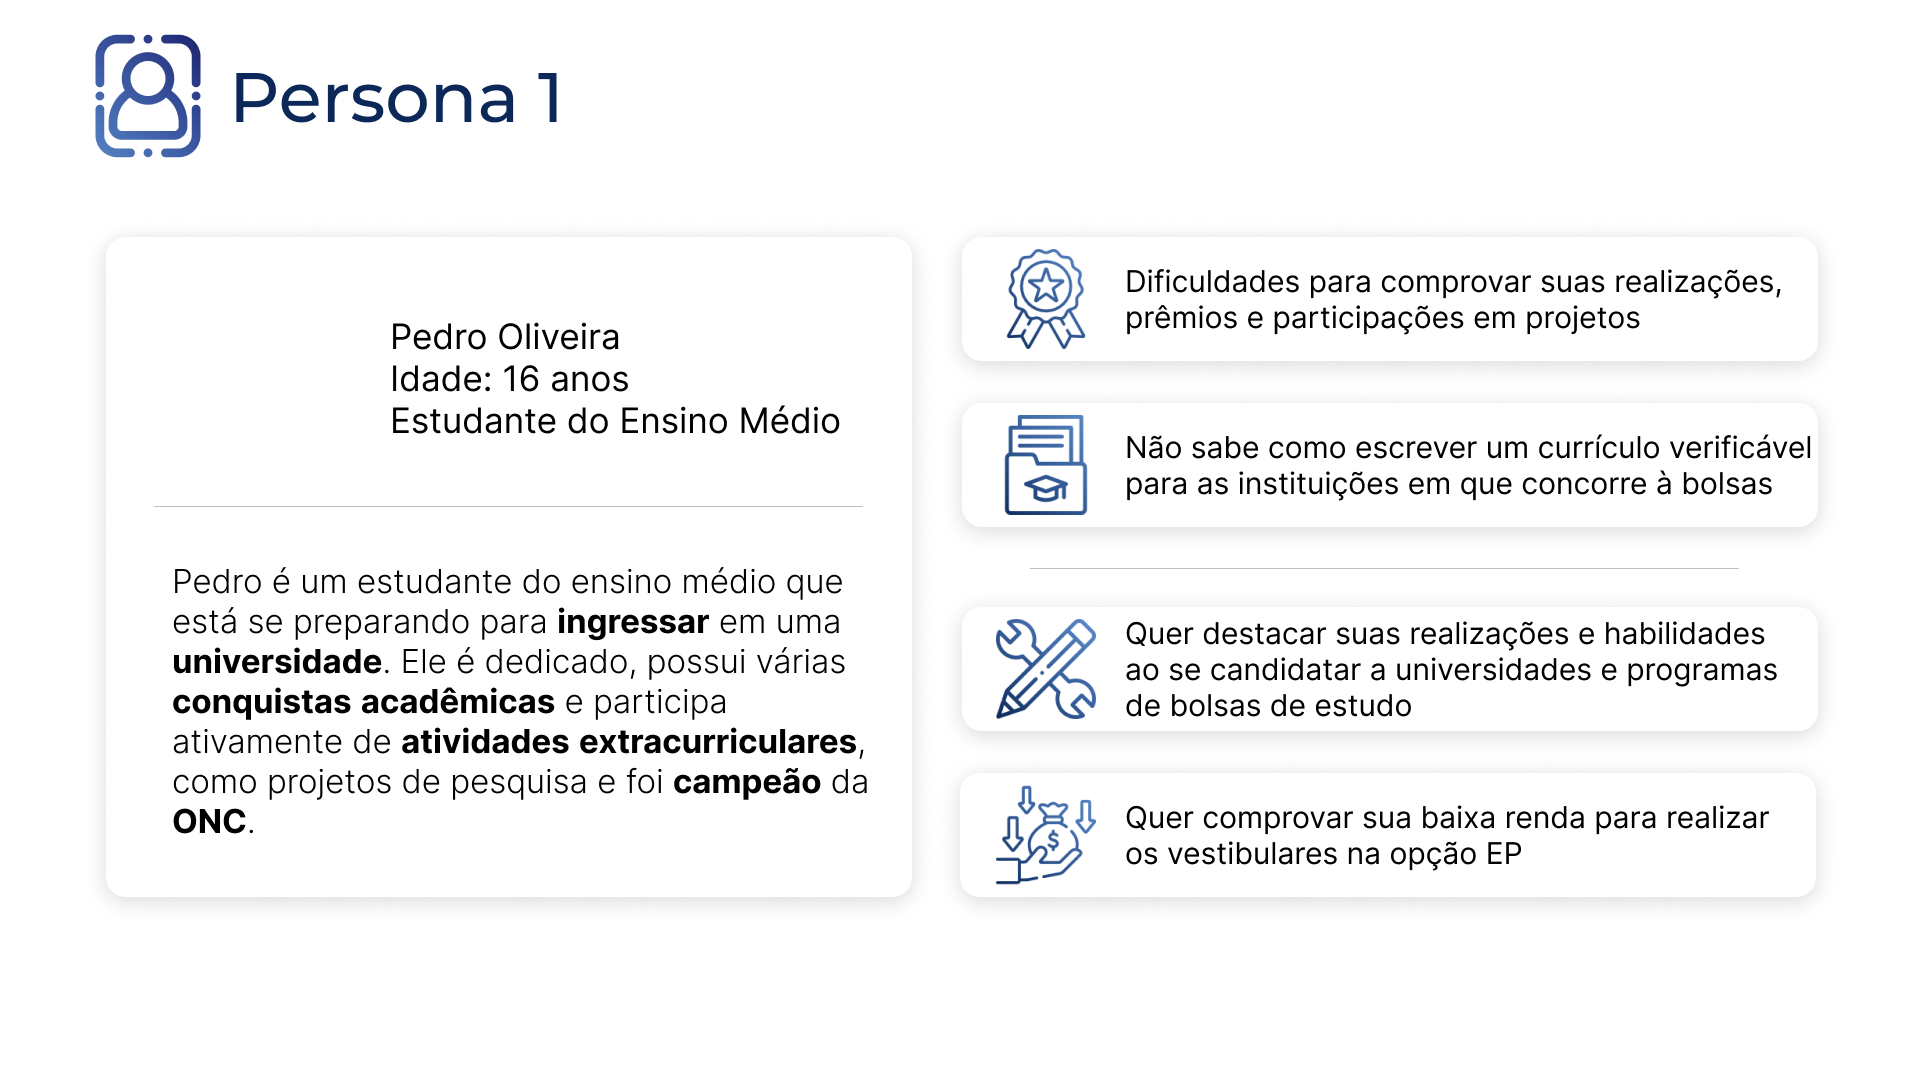 Persona 1
Pedro Oliveira
Idade: 16 anos
Estudante do Ensino Médio
Pedro é um estudante do ensino médio que
está se preparando para ingressar em uma
universidade. Ele é dedicado, possui várias
conquistas acadêmicas e participa
ativamente de atividades extracurriculares,
como projetos de pesquisa e foi campeão da
ONC.
Dificuldades para comprovar suas realizações,
prêmios e participações em projetos
Não sabe como escrever um currículo verificável
para as instituições em que concorre à bolsas
Quer destacar suas realizações e habilidades
ao se candidatar a universidades e programas
de bolsas de estudo
$
Quer comprovar sua baixa renda para realizar
os vestibulares na opção EP